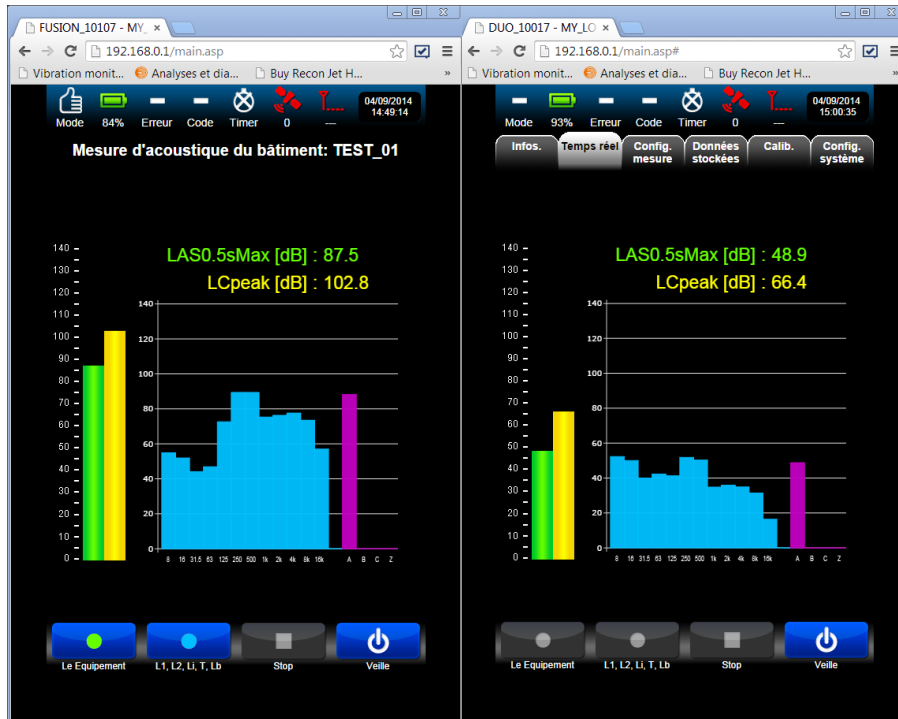 FUSION_10107 - MY_
192.168.0.1/main.asp
Vibration monit... Analyses et dia... Buy Recon Jet H... »
Mode 84% Erreur Code Timer 0 ---
04/09/2014
14:49:14
Mesure d'acoustique du bâtiment: TEST_01
LAS0.5sMax [dB] : 87.5
LCpeak [dB] : 102.8
140
130
120
110
100
90
80
70
60
50
40
30
20
10
0
140
120
100
80
60
40
20
0
8 16 31.5 63 125 250 500 1k 2k 4k 8k 16k A B C Z
Le Equipement L1, L2, Li, T, Lb Stop Veille
DUO_10017 - MY_LO
192.168.0.1/main.asp#
Vibration monit... Analyses et dia... Buy Recon Jet H... »
Mode 93% Erreur Code Timer 0 ---
04/09/2014
15:00:35
Infos. Temps réel Config. mesure Données stockées Calib. Config. système
LAS0.5sMax [dB] : 48.9
LCpeak [dB] : 66.4
140
130
120
110
100
90
80
70
60
50
40
30
20
10
0
140
120
100
80
60
40
20
0
8 16 31.5 63 125 250 500 1k 2k 4k 8k 16k A B C Z
Le Equipement L1, L2, Li, T, Lb Stop Veille